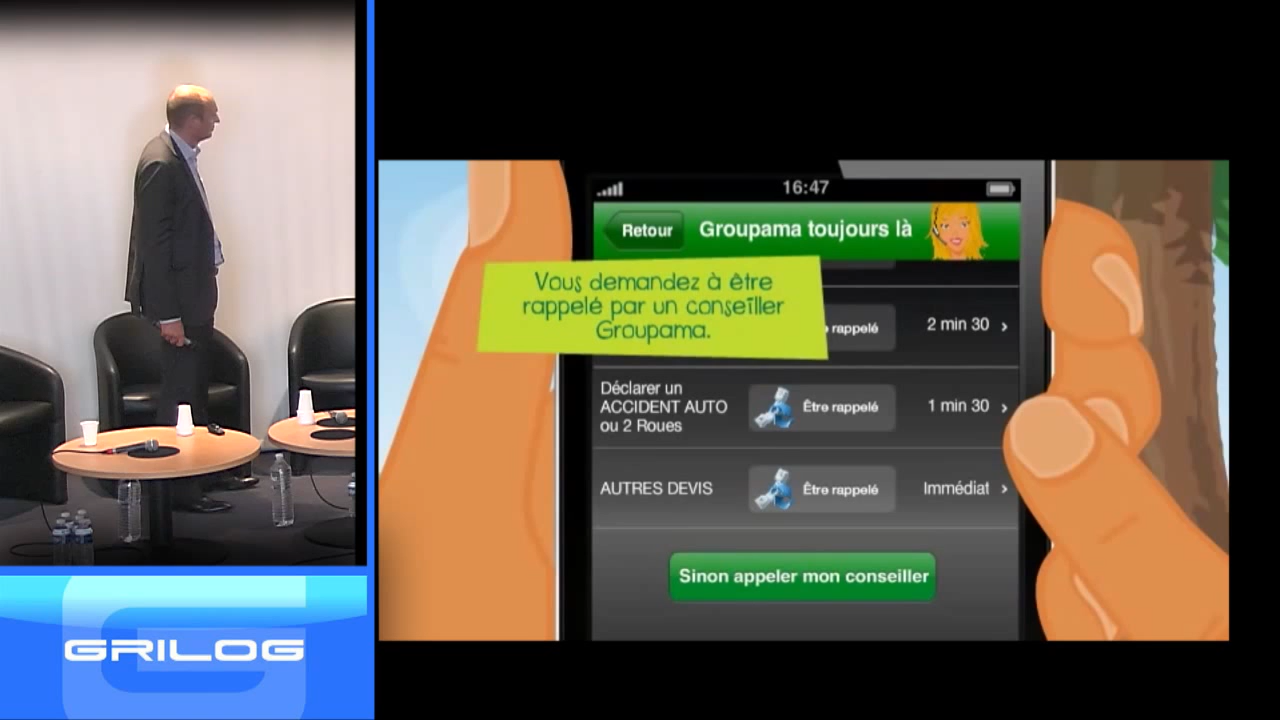 16:47
Retour
Groupama toujours là
Vous demandez à être
rappelé par un conseiller
Groupama.
rappelé
2 min 30
Déclarer un
ACCIDENT AUTO
ou 2 Roues
Être rappelé
1 min 30
AUTRES DEVIS
Être rappelé
Immédiat
Sinon appeler mon conseiller
GRILOG